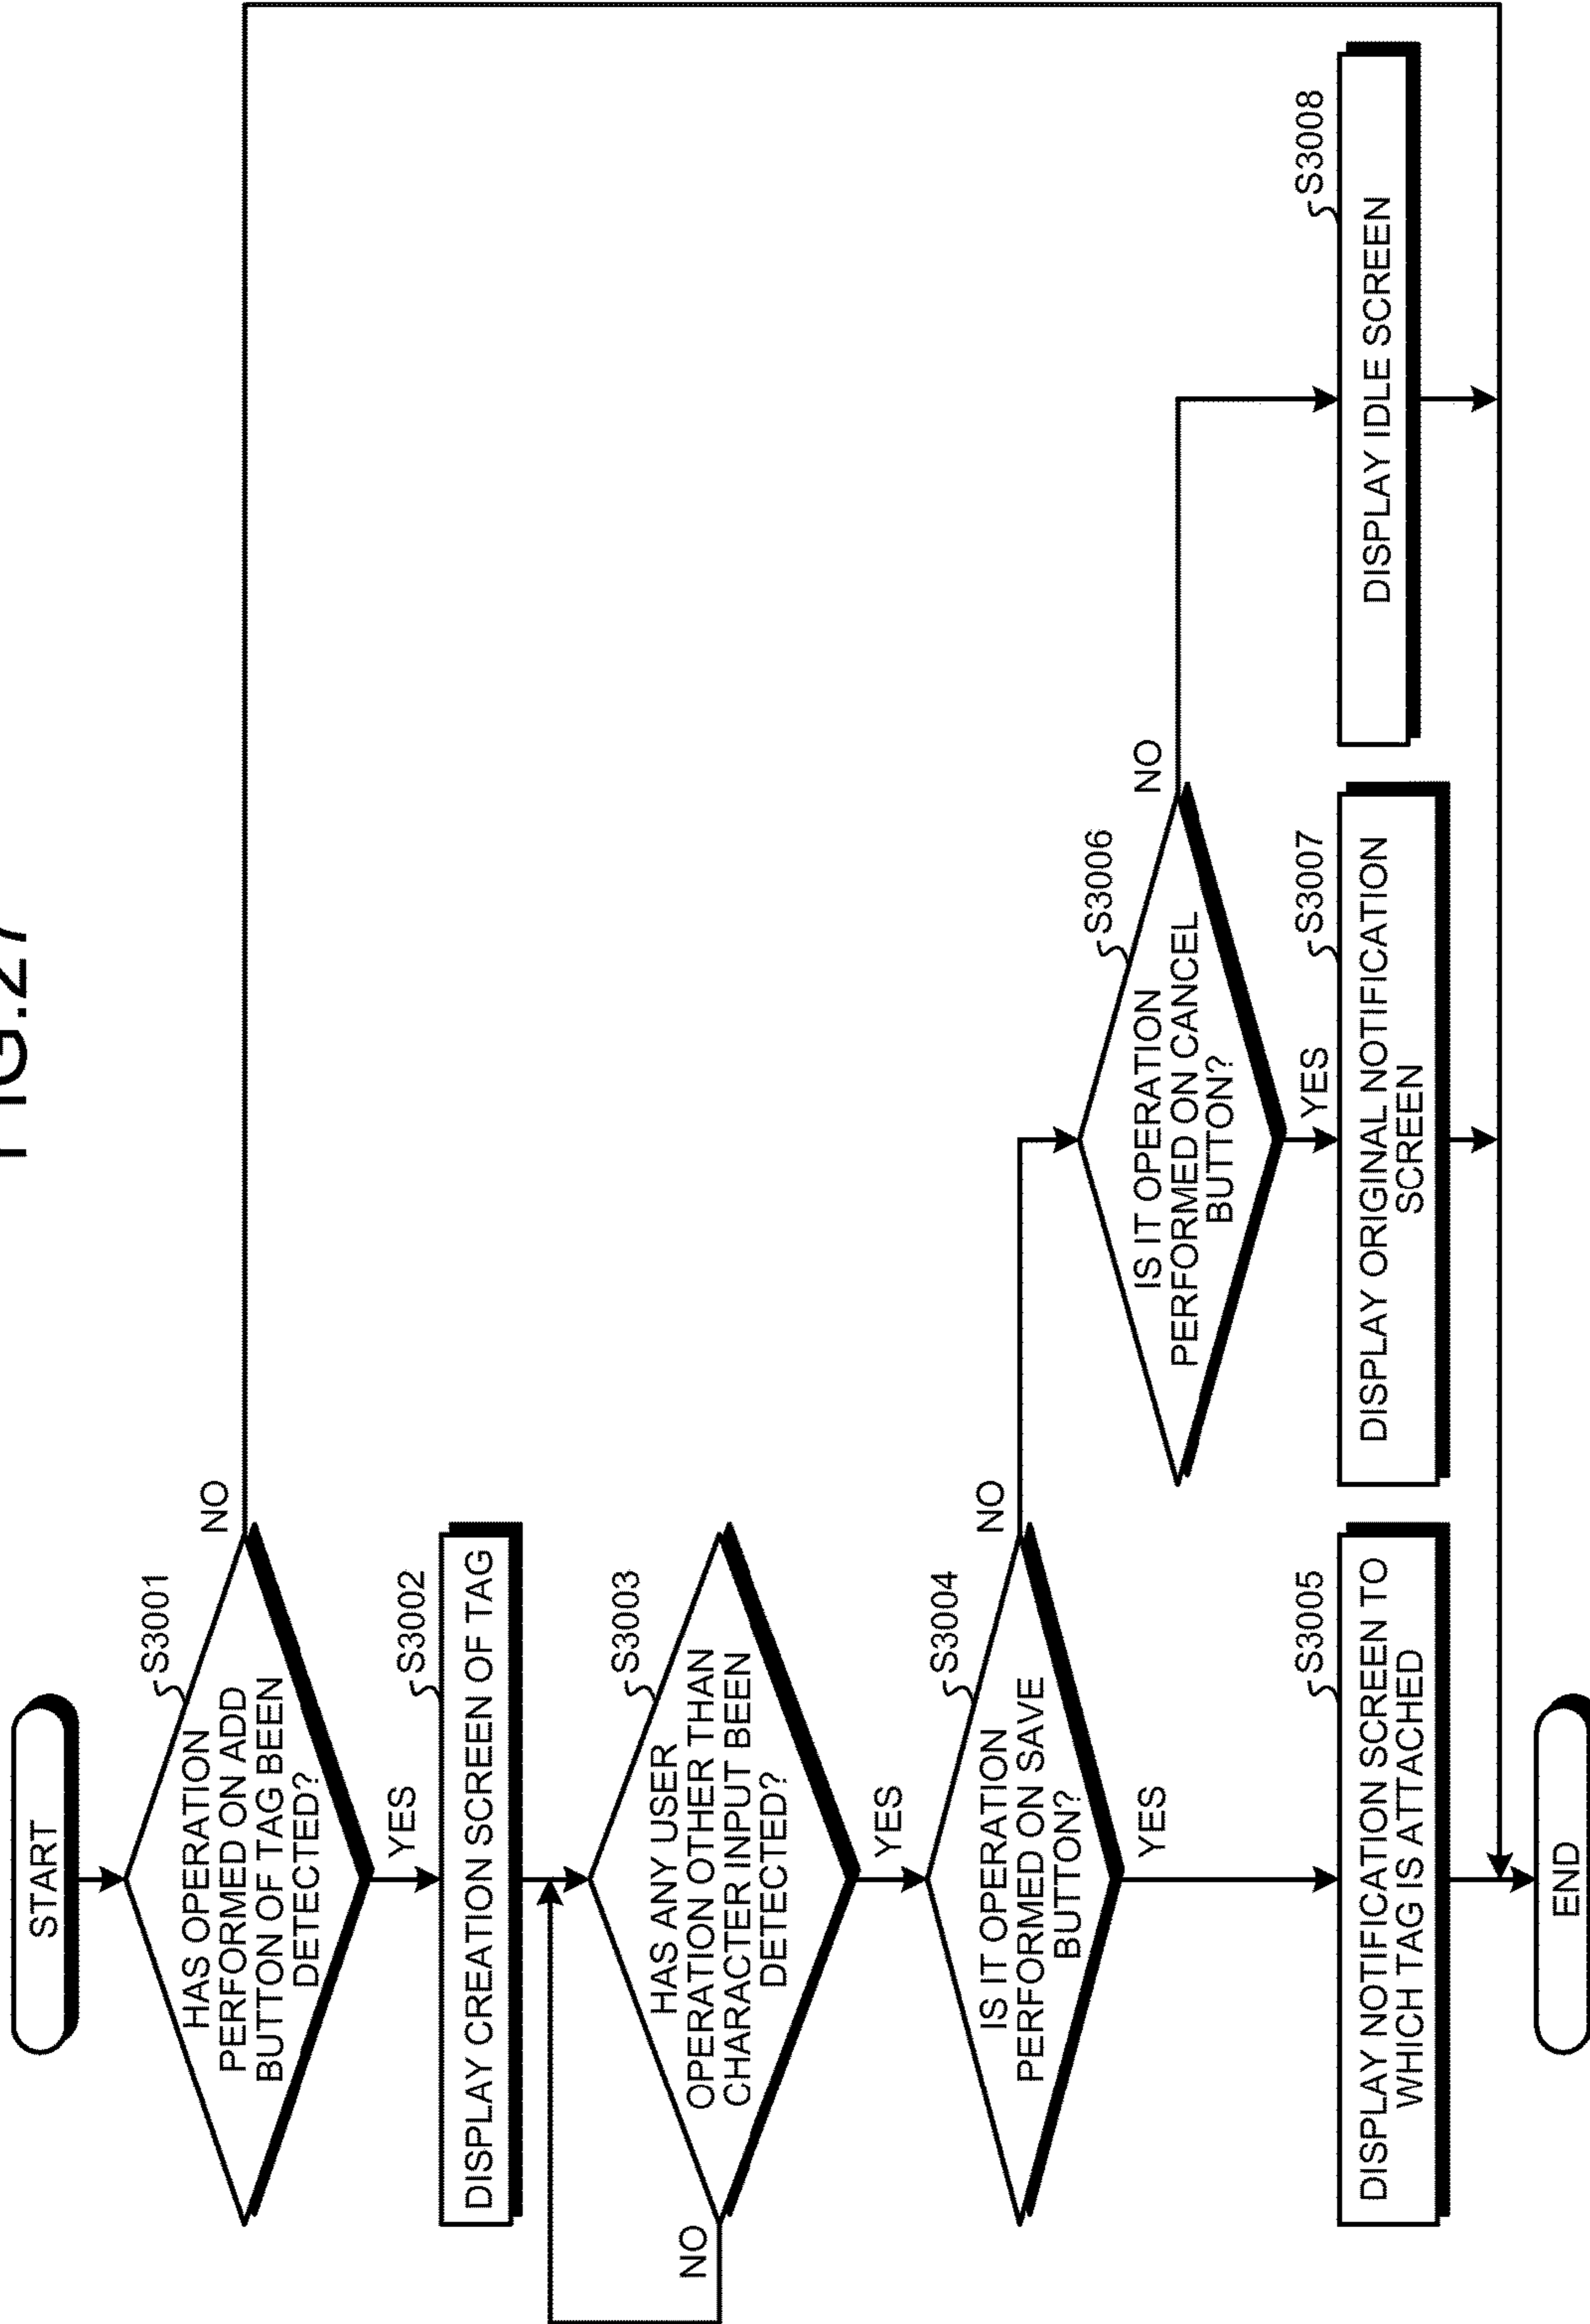 FIG.27
START
S3001
HAS OPERATION
PERFORMED ON ADD
BUTTON OF TAG BEEN
DETECTED?
NO
YES
S3002
DISPLAY CREATION SCREEN OF TAG
S3003
HAS ANY USER
OPERATION OTHER THAN
CHARACTER INPUT BEEN
DETECTED?
NO
YES
S3004
IS IT OPERATION
PERFORMED ON SAVE
BUTTON?
NO
YES
S3006
IS IT OPERATION
PERFORMED ON CANCEL
BUTTON?
NO
YES
S3005
DISPLAY NOTIFICATION SCREEN TO
WHICH TAG IS ATTACHED
S3007
DISPLAY ORIGINAL NOTIFICATION
SCREEN
S3008
DISPLAY IDLE SCREEN
END